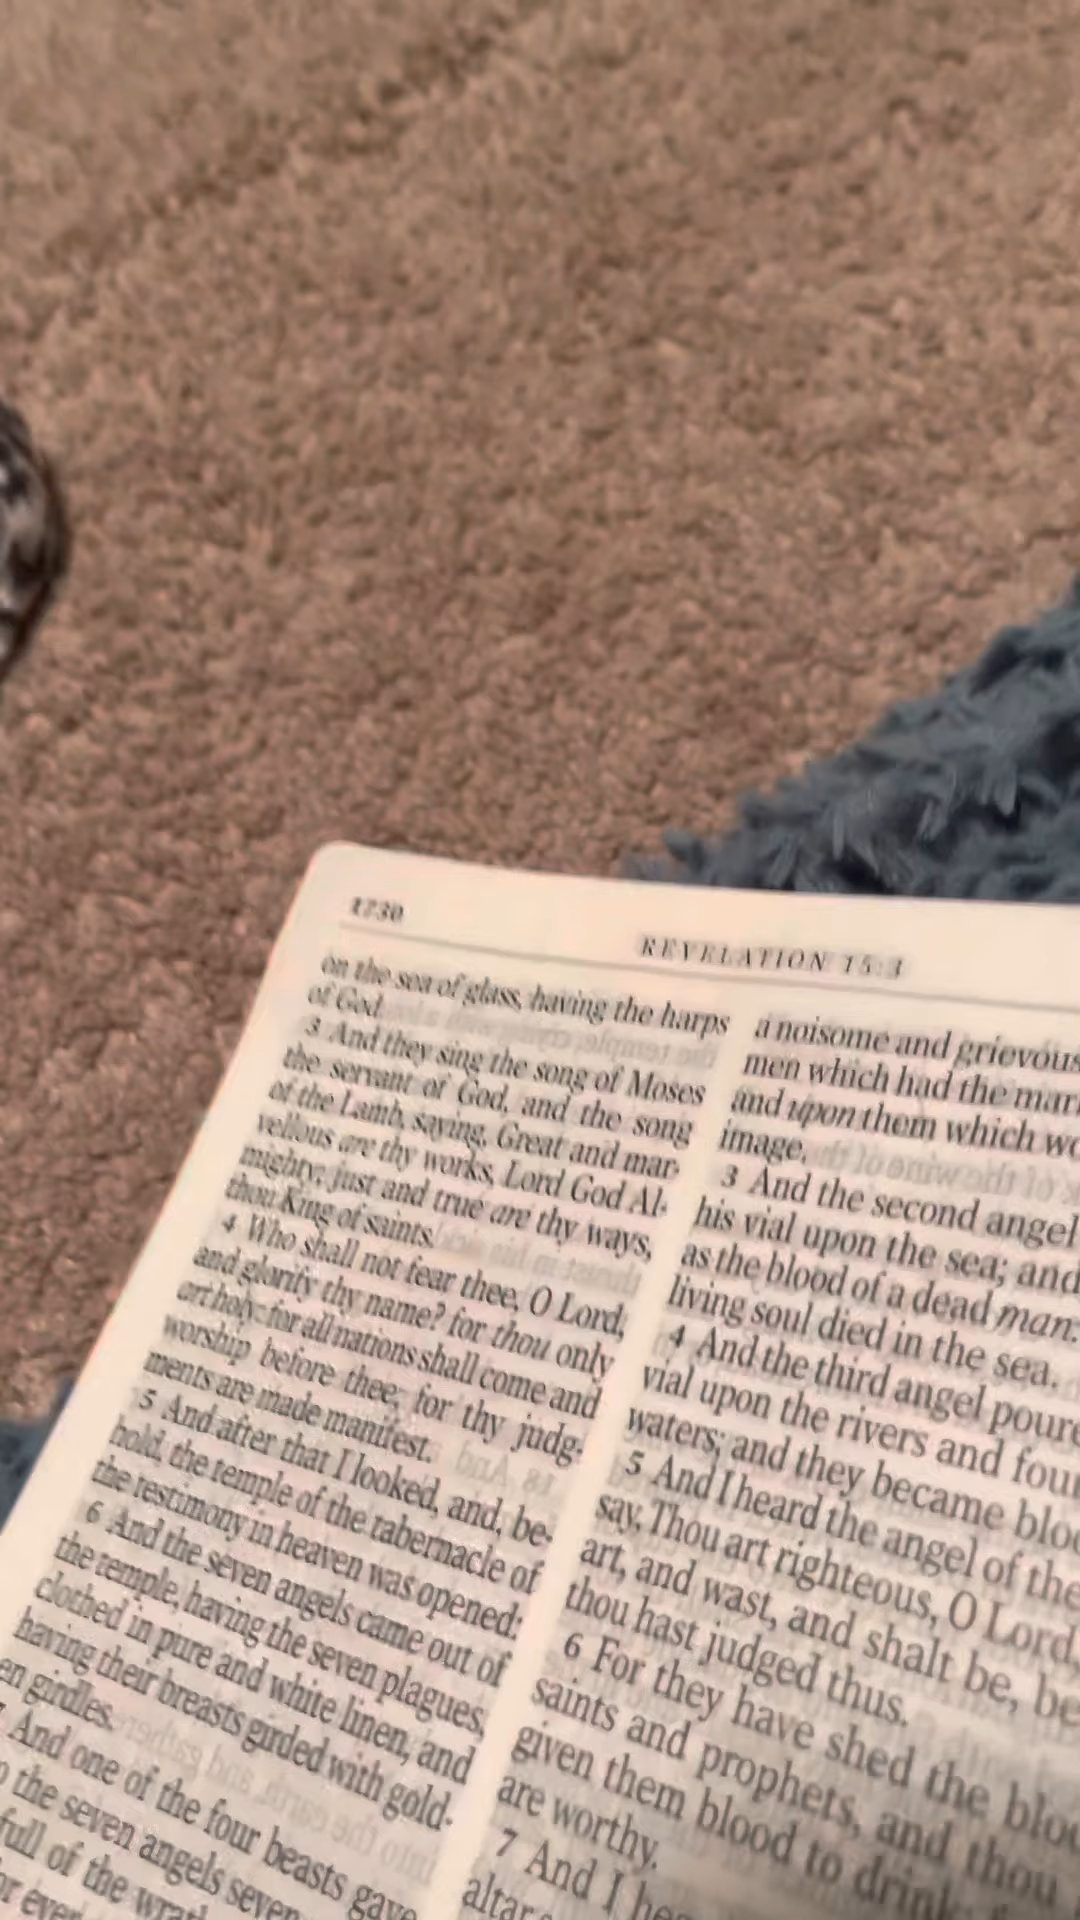 1730
REVELATION 15:3
on the sea of glass, having the harps
of God.
3 And they sing the song of Moses
the servant of God, and the song
of the Lamb, saying, Great and mar-
vellous are thy works, Lord God Al-
mighty; just and true are thy ways,
thou King of saints.
4 Who shall not fear thee, O Lord,
and glorify thy name? for thou only
art holy: for all nations shall come and
worship before thee; for thy judg-
ments are made manifest.
5 And after that I looked, and, be-
hold, the temple of the tabernacle of
the testimony in heaven was opened:
6 And the seven angels came out of
the temple, having the seven plagues,
clothed in pure and white linen, and
having their breasts girded with gold-
en girdles.
And one of the four beasts gave
the seven angels seven
full of the wrath
ever
a noisome and grievous
men which had the mark
and upon them which wo
image.
3 And the second angel
his vial upon the sea; and
as the blood of a dead man:
living soul died in the sea.
4 And the third angel poure
vial upon the rivers and foun
waters; and they became bloo
5 And I heard the angel of the
say, Thou art righteous, O Lord,
art, and wast, and shalt be, be
thou hast judged thus.
6 For they have shed the bloo
saints and prophets, and thou
given them blood to drink;
are worthy.
7 And I hea
altar